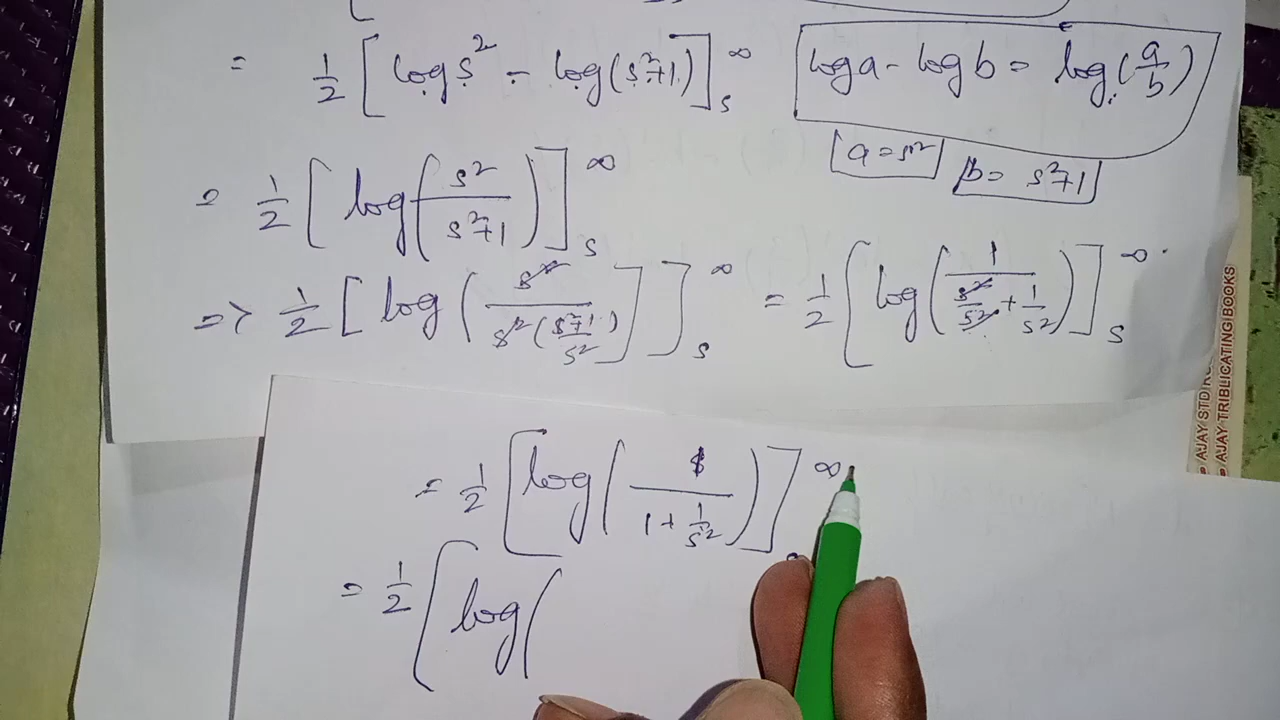 = 1/2 [ log s² - log(s²+1) ]_s^∞
log a - log b = log(a/b)
a = s²
b = s²+1
= 1/2 [ log( s² / s²+1 ) ]_s^∞
=> 1/2 [ log ( s² / s² (s²+1 / s²) ] ]_s^∞ = 1/2 [ log( 1 / s²/s² + 1/s² ) ]_s^∞
= 1/2 [ log( 1 / 1 + 1/s² ) ]^∞
= 1/2 [ log(
AJAY STD
AJAY TRIBLICATING BOOKS